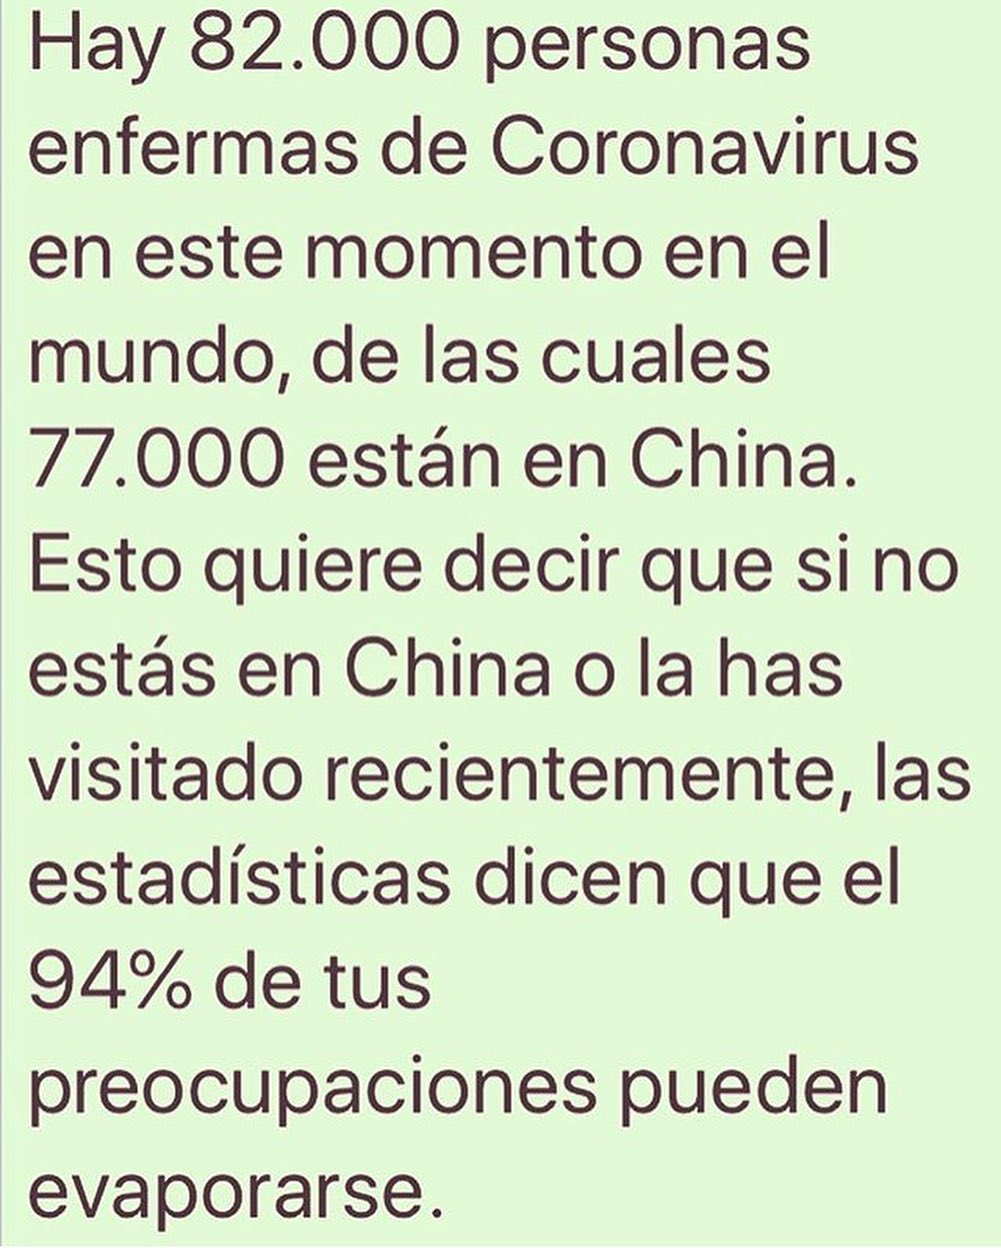 Hay 82.000 personas
enfermas de Coronavirus
en este momento en el
mundo, de las cuales
77.000 están en China.
Esto quiere decir que si no
estás en China o la has
visitado recientemente, las
estadísticas dicen que el
94% de tus
preocupaciones pueden
evaporarse.